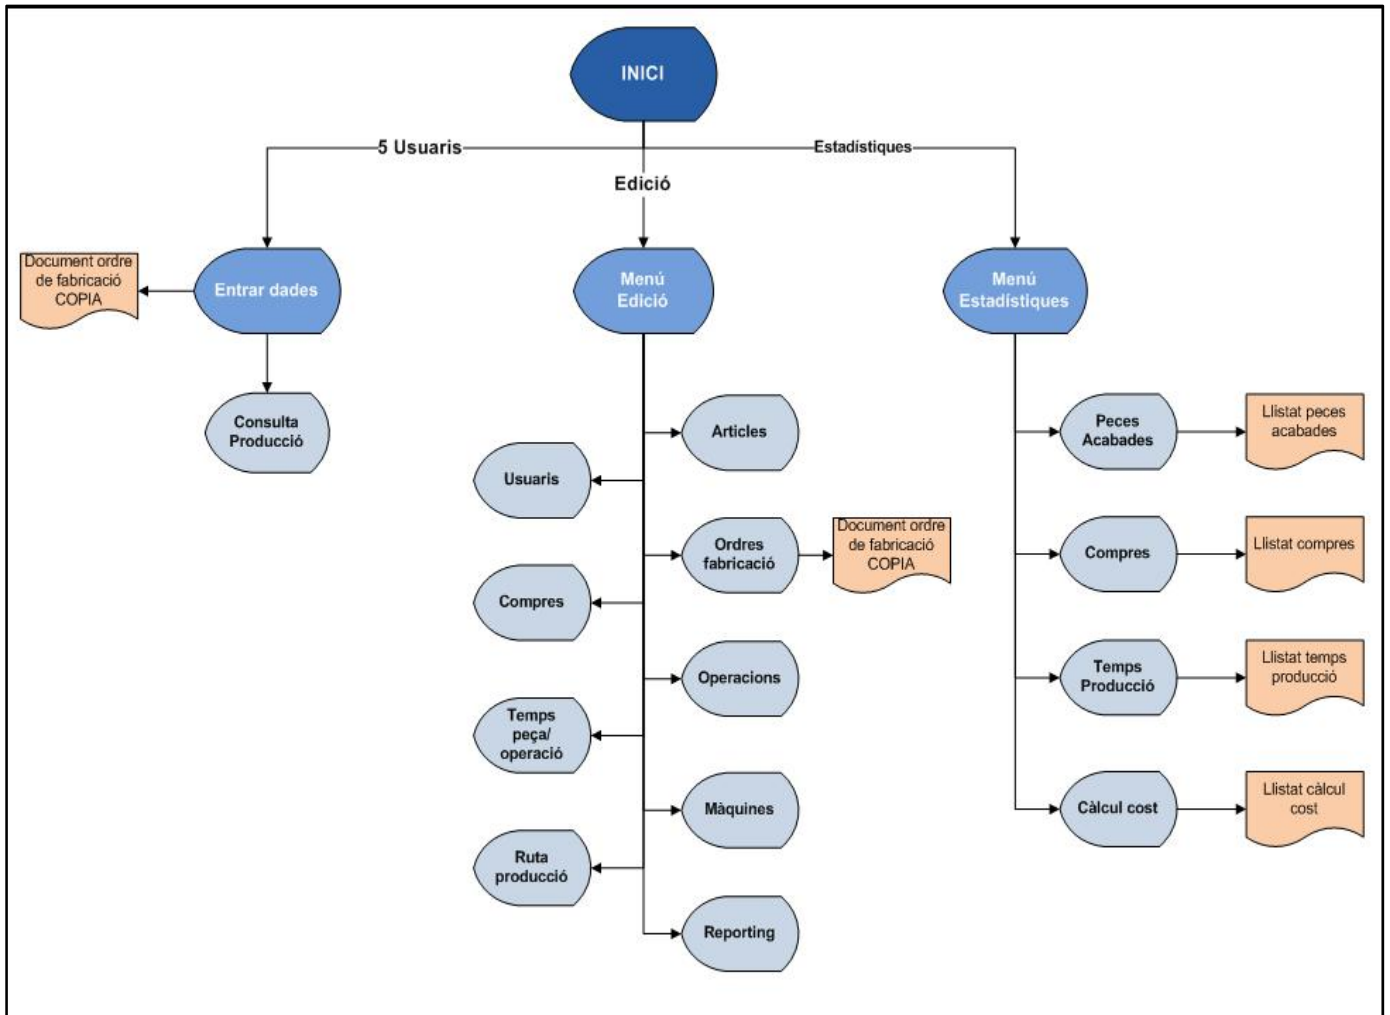 INICI
5 Usuaris
Estadístiques
Edició
Document ordre
de fabricació
COPIA
Entrar dades
Menú
Edició
Menú
Estadístiques
Consulta
Producció
Articles
Peces
Acabades
Llistat peces
acabades
Usuaris
Ordres
fabricació
Document ordre
de fabricació
COPIA
Compres
Llistat compres
Compres
Operacions
Temps
Producció
Llistat temps
producció
Temps
peça/
operació
Màquines
Càlcul cost
Llistat càlcul
cost
Ruta
producció
Reporting